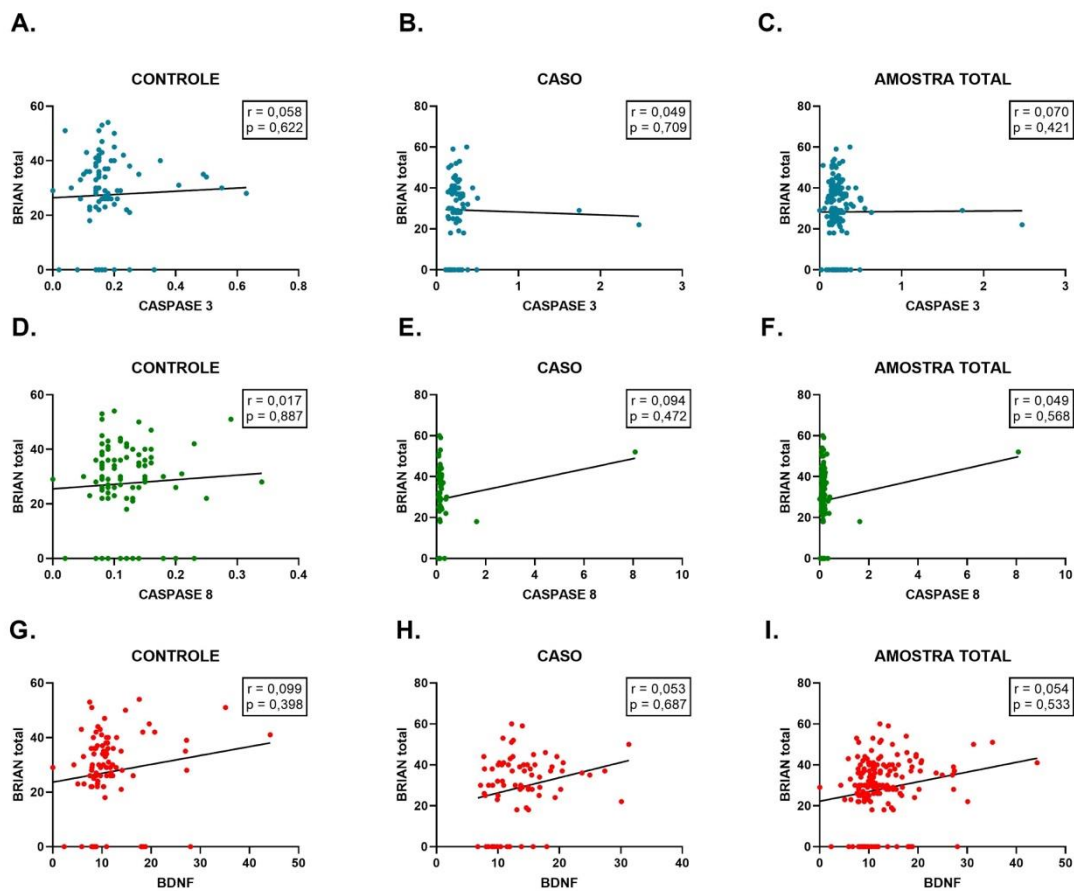 A.
CONTROLE
r = 0,058
p = 0,622
BRIAN total
60
40
20
0
0.0 0.2 0.4 0.6 0.8
CASPASE 3
B.
CASO
r = 0,049
p = 0,709
BRIAN total
80
60
40
20
0
1 2 3
CASPASE 3
C.
AMOSTRA TOTAL
r = 0,070
p = 0,421
BRIAN total
80
60
40
20
0
0 1 2 3
CASPASE 3
D.
CONTROLE
r = 0,017
p = 0,887
BRIAN total
60
40
20
0
0.0 0.1 0.2 0.3 0.4
CASPASE 8
E.
CASO
r = 0,094
p = 0,472
BRIAN total
80
60
40
20
0
0 2 4 6 8 10
CASPASE 8
F.
AMOSTRA TOTAL
r = 0,049
p = 0,568
BRIAN total
80
60
40
20
0
0 2 4 6 8 10
CASPASE 8
G.
CONTROLE
r = 0,099
p = 0,398
BRIAN total
60
40
20
0
0 10 20 30 40 50
BDNF
H.
CASO
r = 0,053
p = 0,687
BRIAN total
80
60
40
20
0
0 10 20 30 40
BDNF
I.
AMOSTRA TOTAL
r = 0,054
p = 0,533
BRIAN total
80
60
40
20
0
0 10 20 30 40 50
BDNF